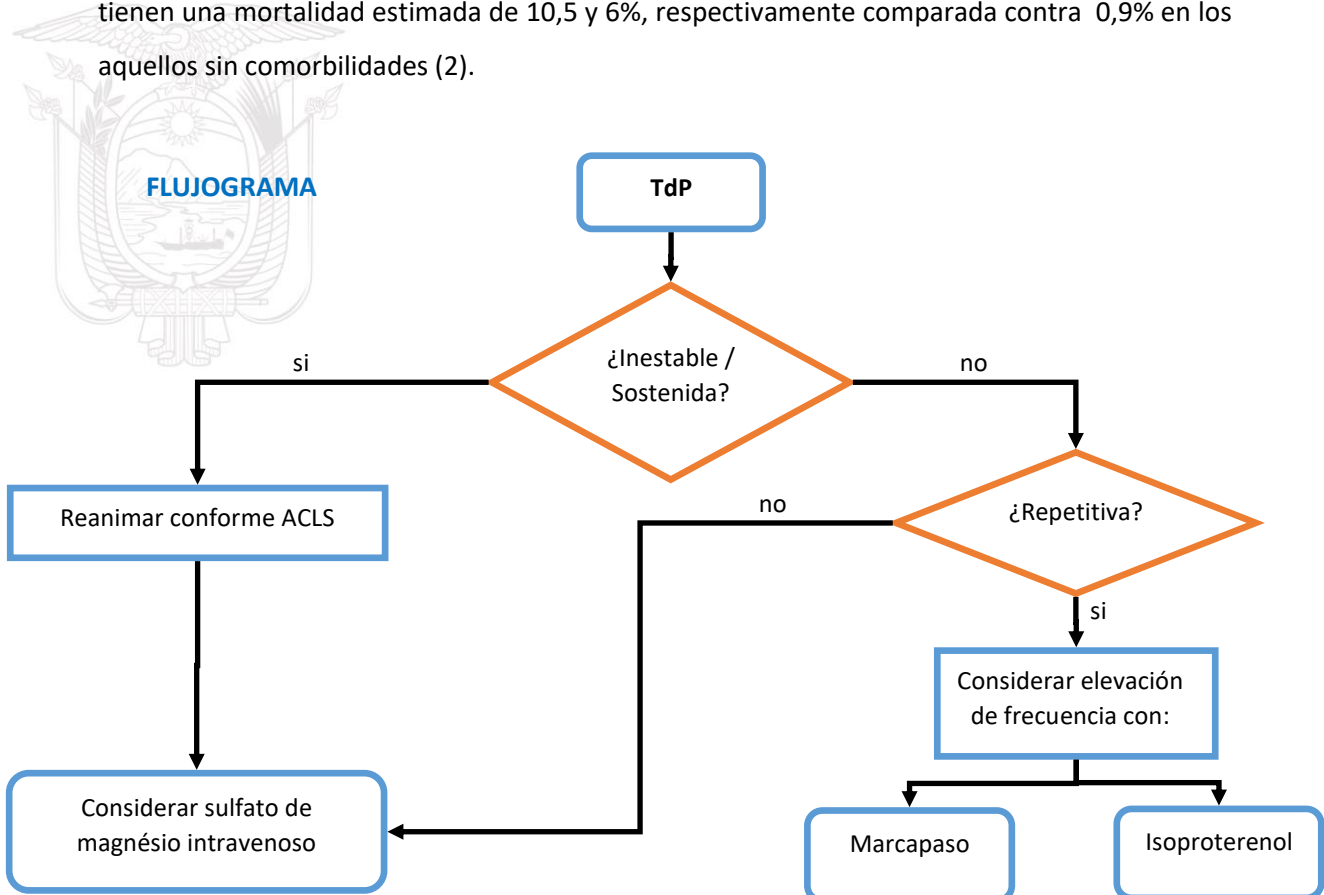 tienen una mortalidad estimada de 10,5 y 6%, respectivamente comparada contra 0,9% en los
aquellos sin comorbilidades (2).
FLUJOGRAMA
TdP
¿Inestable /
Sostenida?
si
no
Reanimar conforme ACLS
no
¿Repetitiva?
si
Considerar elevación
de frecuencia con:
Considerar sulfato de
magnésio intravenoso
Marcapaso
Isoproterenol